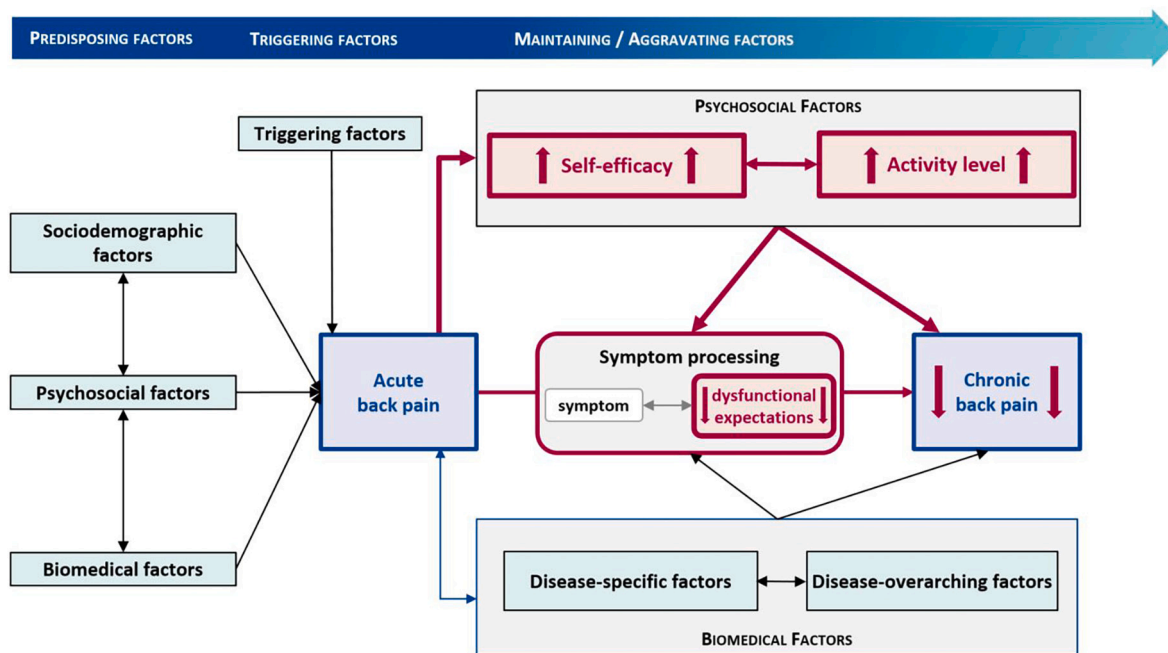 PREDISPOSING FACTORS
TRIGGERING FACTORS
MAINTAINING / AGGRAVATING FACTORS
PSYCHOSOCIAL FACTORS
Triggering factors
Self-efficacy
Activity level
Sociodemographic
factors
Symptom processing
Psychosocial factors
Acute
back pain
symptom
dysfunctional
expectations
Chronic
back pain
Biomedical factors
Disease-specific factors
Disease-overarching factors
BIOMEDICAL FACTORS